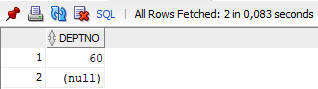 SQL | All Rows Fetched: 2 in 0,083 seconds
DEPTNO
1 60
2 (null)